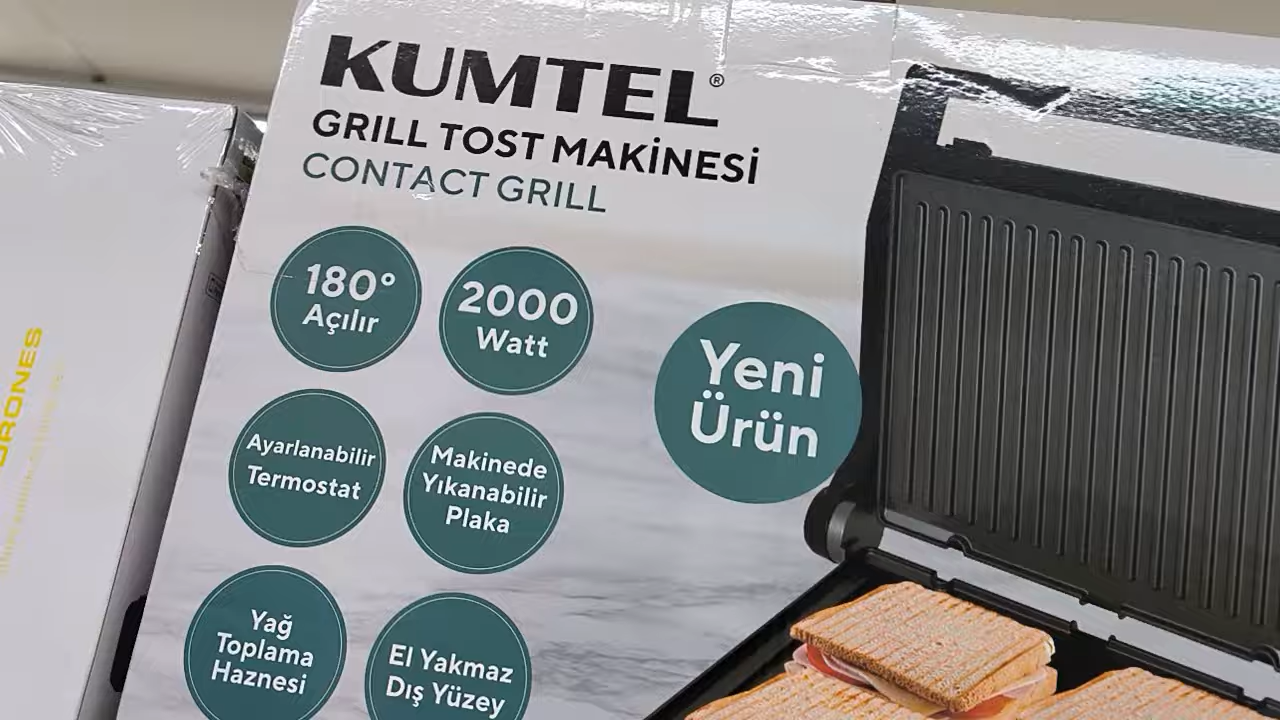 KUMTEL®
GRILL TOST MAKİNESİ
CONTACT GRILL
180°
Açılır
2000
Watt
Yeni
Ürün
Ayarlanabilir
Termostat
Makinede
Yıkanabilir
Plaka
Yağ
Toplama
Haznesi
El Yakmaz
Dış Yüzey
DRONES